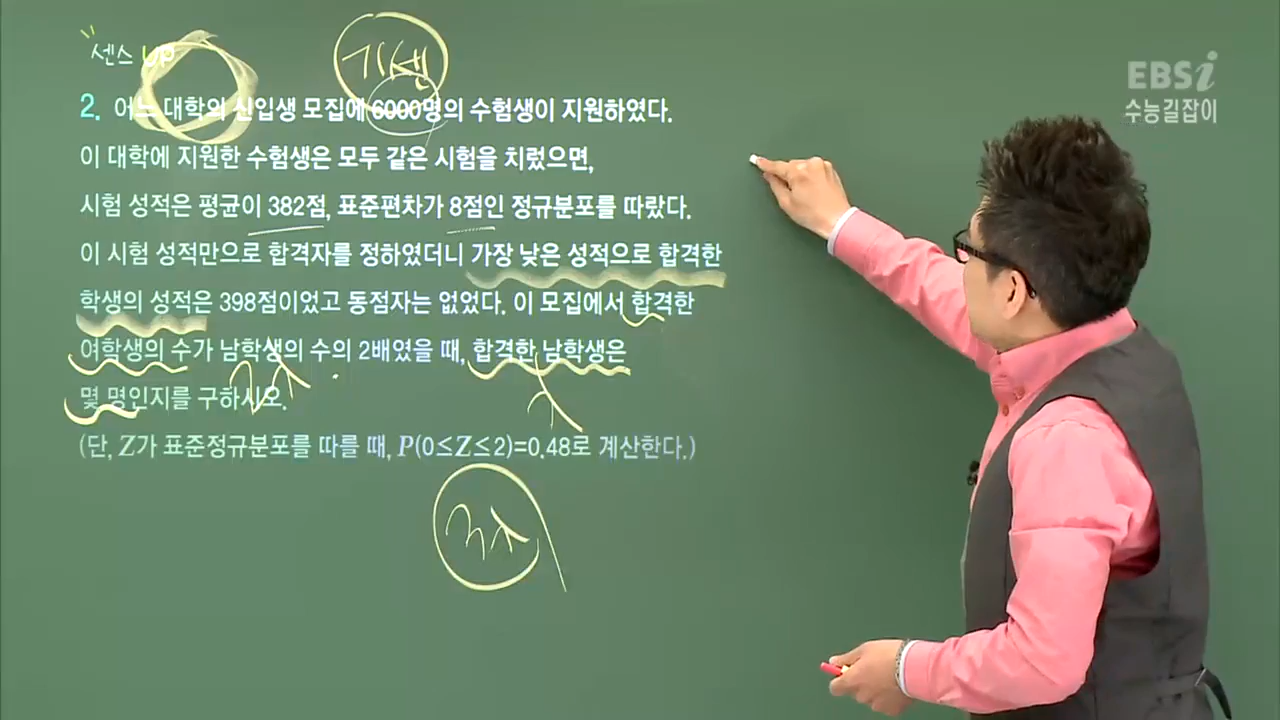 센스 UP
기댓
EBSi
수능길잡이
2. 어느 대학의 신입생 모집에 6000명의 수험생이 지원하였다.
이 대학에 지원한 수험생은 모두 같은 시험을 치렀으면,
시험 성적은 평균이 382점, 표준편차가 8점인 정규분포를 따랐다.
이 시험 성적만으로 합격자를 정하였더니 가장 낮은 성적으로 합격한
학생의 성적은 398점이었고 동점자는 없었다. 이 모집에서 합격한
여학생의 수가 남학생의 수의 2배였을 때, 합격한 남학생은
2x
x
몇 명인지를 구하시오.
(단, Z가 표준정규분포를 따를 때, P(0≤Z≤2)=0.48로 계산한다.)
3x